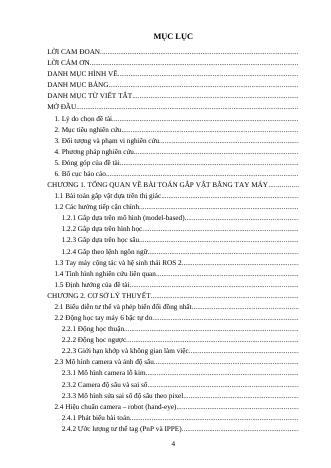 MỤC LỤC
LỜI CAM ĐOAN
LỜI CẢM ƠN
DANH MỤC HÌNH VẼ
DANH MỤC BẢNG
DANH MỤC TỪ VIẾT TẮT
MỞ ĐẦU
1. Lý do chọn đề tài
2. Mục tiêu nghiên cứu
3. Đối tượng và phạm vi nghiên cứu
4. Phương pháp nghiên cứu
5. Đóng góp của đề tài
6. Bố cục báo cáo
CHƯƠNG 1. TỔNG QUAN VỀ BÀI TOÁN GẮP VẬT BẰNG TAY MÁY
1.1 Bài toán gắp vật dựa trên thị giác
1.2 Các hướng tiếp cận chính
1.2.1 Gắp dựa trên mô hình (model-based)
1.2.2 Gắp dựa trên hình học
1.2.3 Gắp dựa trên học sâu
1.2.4 Gắp theo lệnh ngôn ngữ
1.3 Tay máy cộng tác và hệ sinh thái ROS 2
1.4 Tình hình nghiên cứu liên quan
1.5 Định hướng của đề tài
CHƯƠNG 2. CƠ SỞ LÝ THUYẾT
2.1 Biểu diễn tư thế và phép biến đổi đồng nhất
2.2 Động học tay máy 6 bậc tự do
2.2.1 Động học thuận
2.2.2 Động học ngược
2.2.3 Giới hạn khớp và không gian làm việc
2.3 Mô hình camera và ảnh độ sâu
2.3.1 Mô hình camera lỗ kim
2.3.2 Camera độ sâu và sai số
2.3.3 Mô hình sửa sai số độ sâu theo pixel
2.4 Hiệu chuẩn camera – robot (hand-eye)
2.4.1 Phát biểu bài toán
2.4.2 Ước lượng tư thế tag (PnP và IPPE)
4